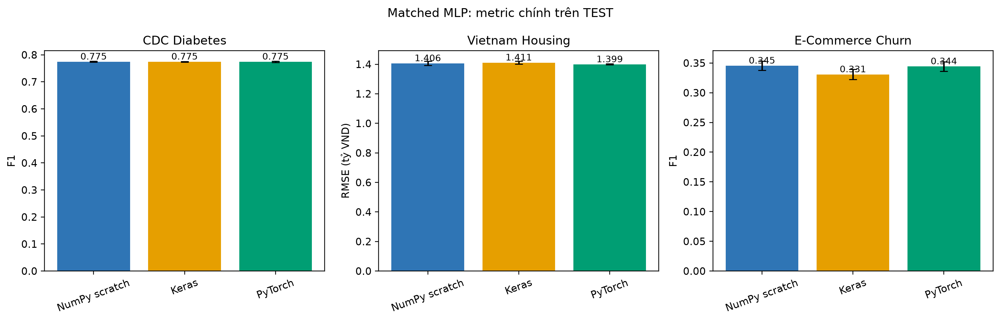 Matched MLP: metric chính trên TEST
CDC Diabetes
F1
0.8
0.7
0.6
0.5
0.4
0.3
0.2
0.1
0.0
0.775
0.775
0.775
NumPy scratch
Keras
PyTorch
Vietnam Housing
RMSE (tỷ VND)
1.4
1.2
1.0
0.8
0.6
0.4
0.2
0.0
1.406
1.411
1.399
NumPy scratch
Keras
PyTorch
E-Commerce Churn
F1
0.35
0.30
0.25
0.20
0.15
0.10
0.05
0.00
0.345
0.331
0.344
NumPy scratch
Keras
PyTorch